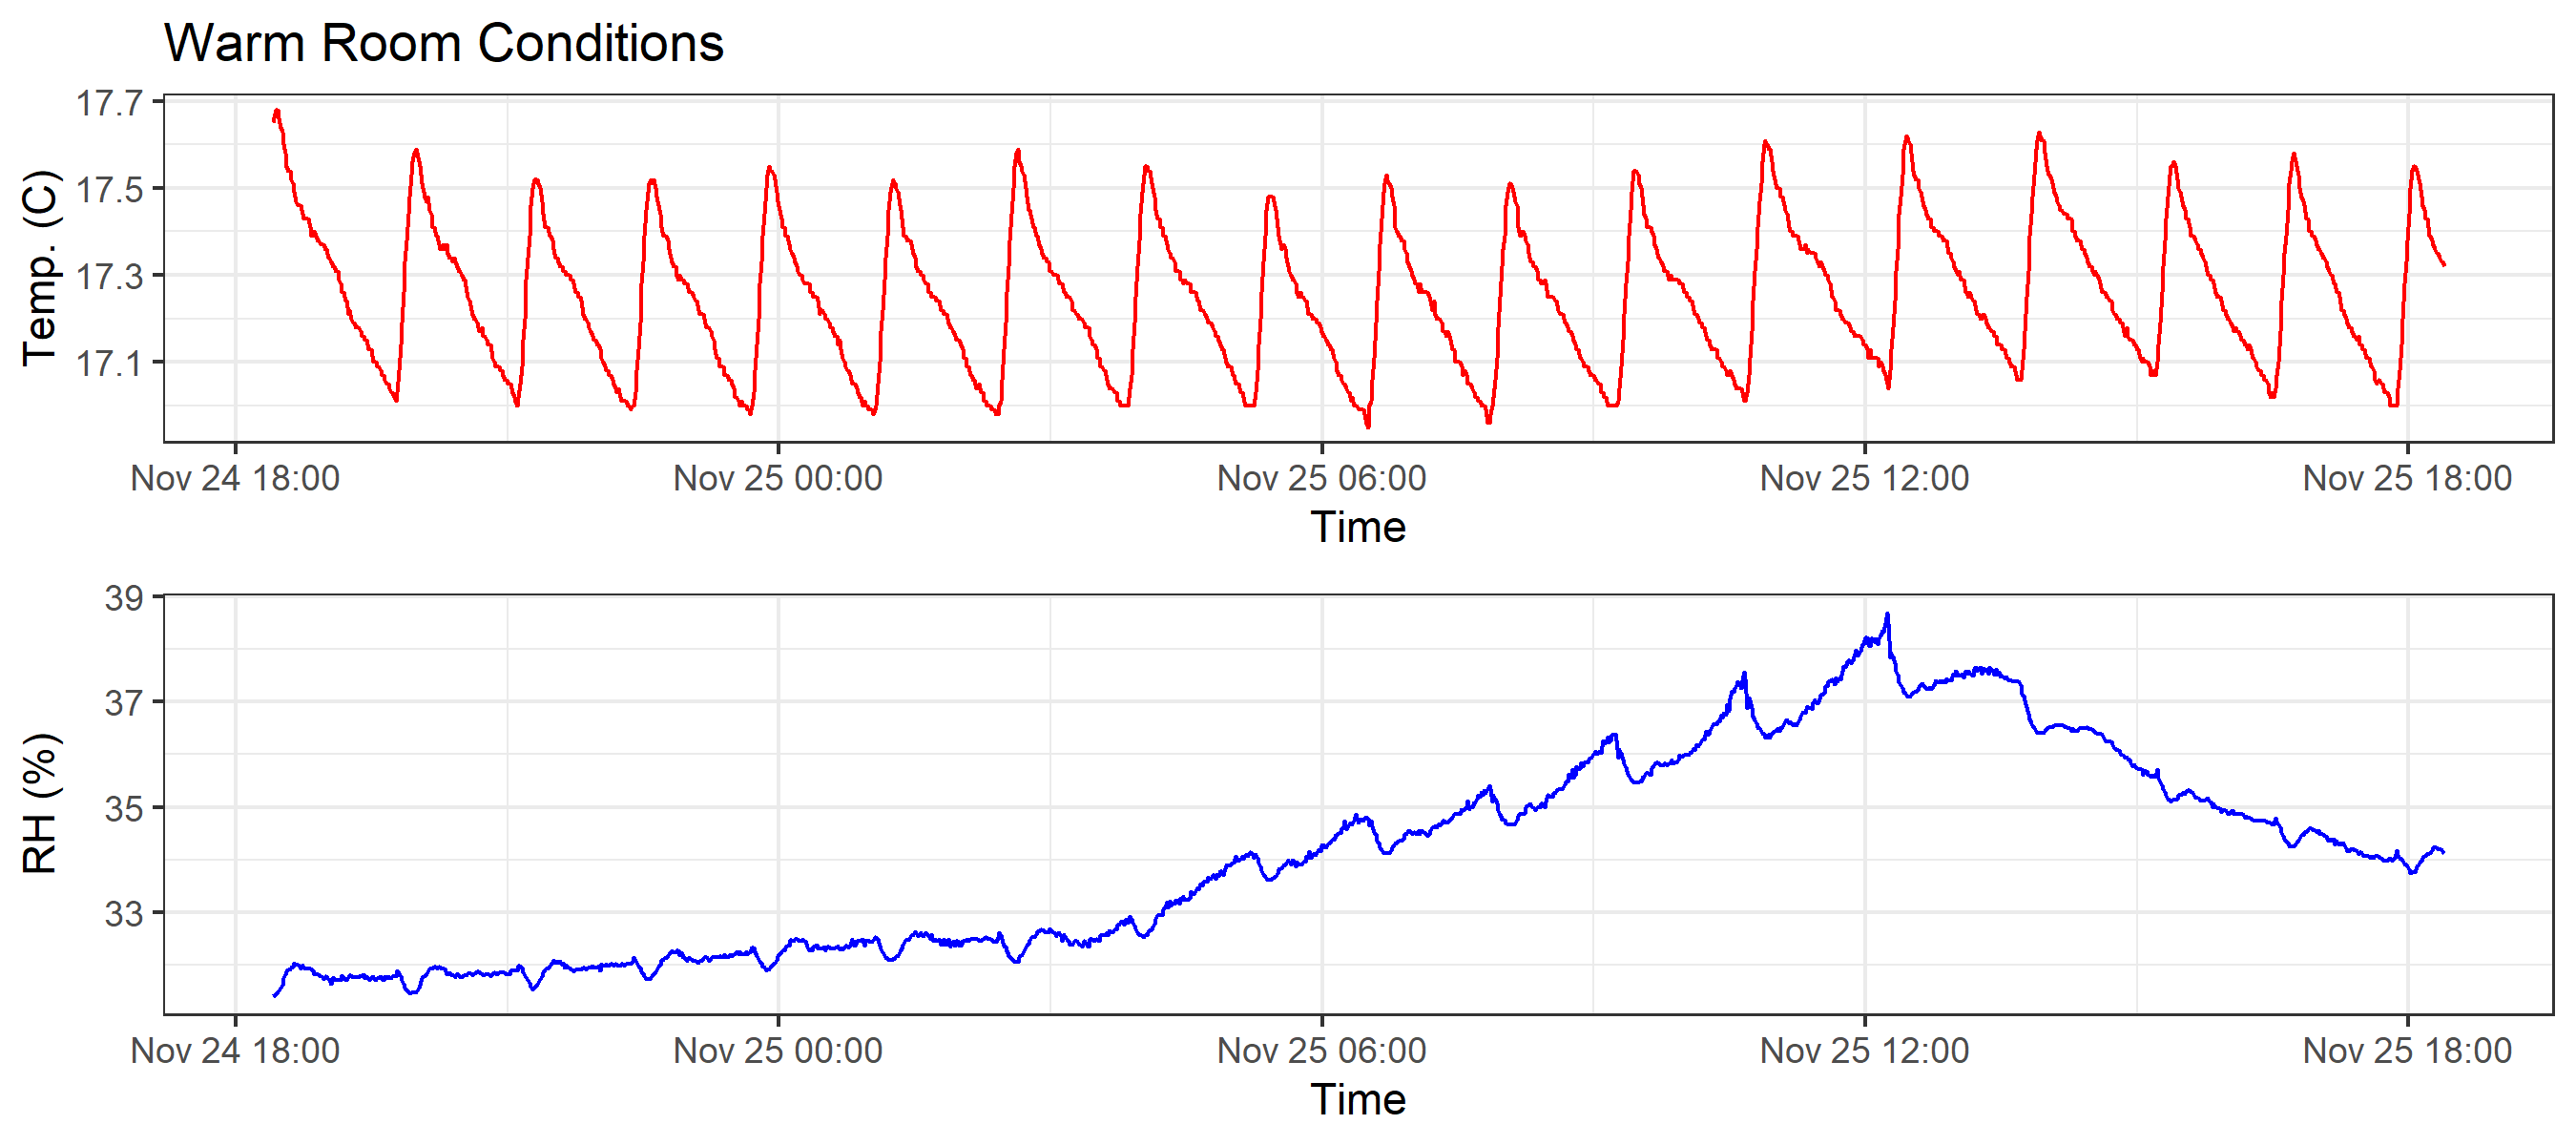 Warm Room Conditions
17.7
17.5
17.3
17.1
Temp. (C)
Nov 24 18:00 Nov 25 00:00 Nov 25 06:00 Nov 25 12:00 Nov 25 18:00
Time
39
37
35
33
RH (%)
Nov 24 18:00 Nov 25 00:00 Nov 25 06:00 Nov 25 12:00 Nov 25 18:00
Time